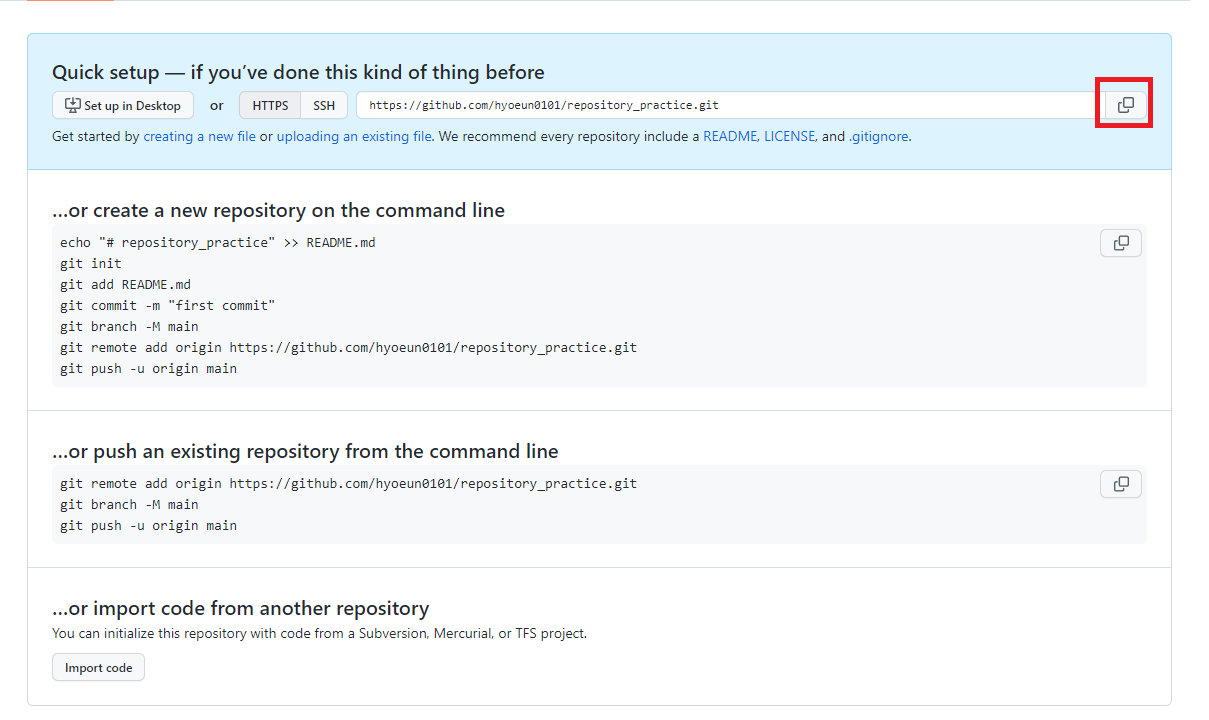 Quick setup — if you’ve done this kind of thing before
Set up in Desktop or HTTPS SSH https://github.com/hyoeun0101/repository_practice.git
Get started by creating a new file or uploading an existing file. We recommend every repository include a README, LICENSE, and .gitignore.
…or create a new repository on the command line
echo "# repository_practice" >> README.md
git init
git add README.md
git commit -m "first commit"
git branch -M main
git remote add origin https://github.com/hyoeun0101/repository_practice.git
git push -u origin main
…or push an existing repository from the command line
git remote add origin https://github.com/hyoeun0101/repository_practice.git
git branch -M main
git push -u origin main
…or import code from another repository
You can initialize this repository with code from a Subversion, Mercurial, or TFS project.
Import code